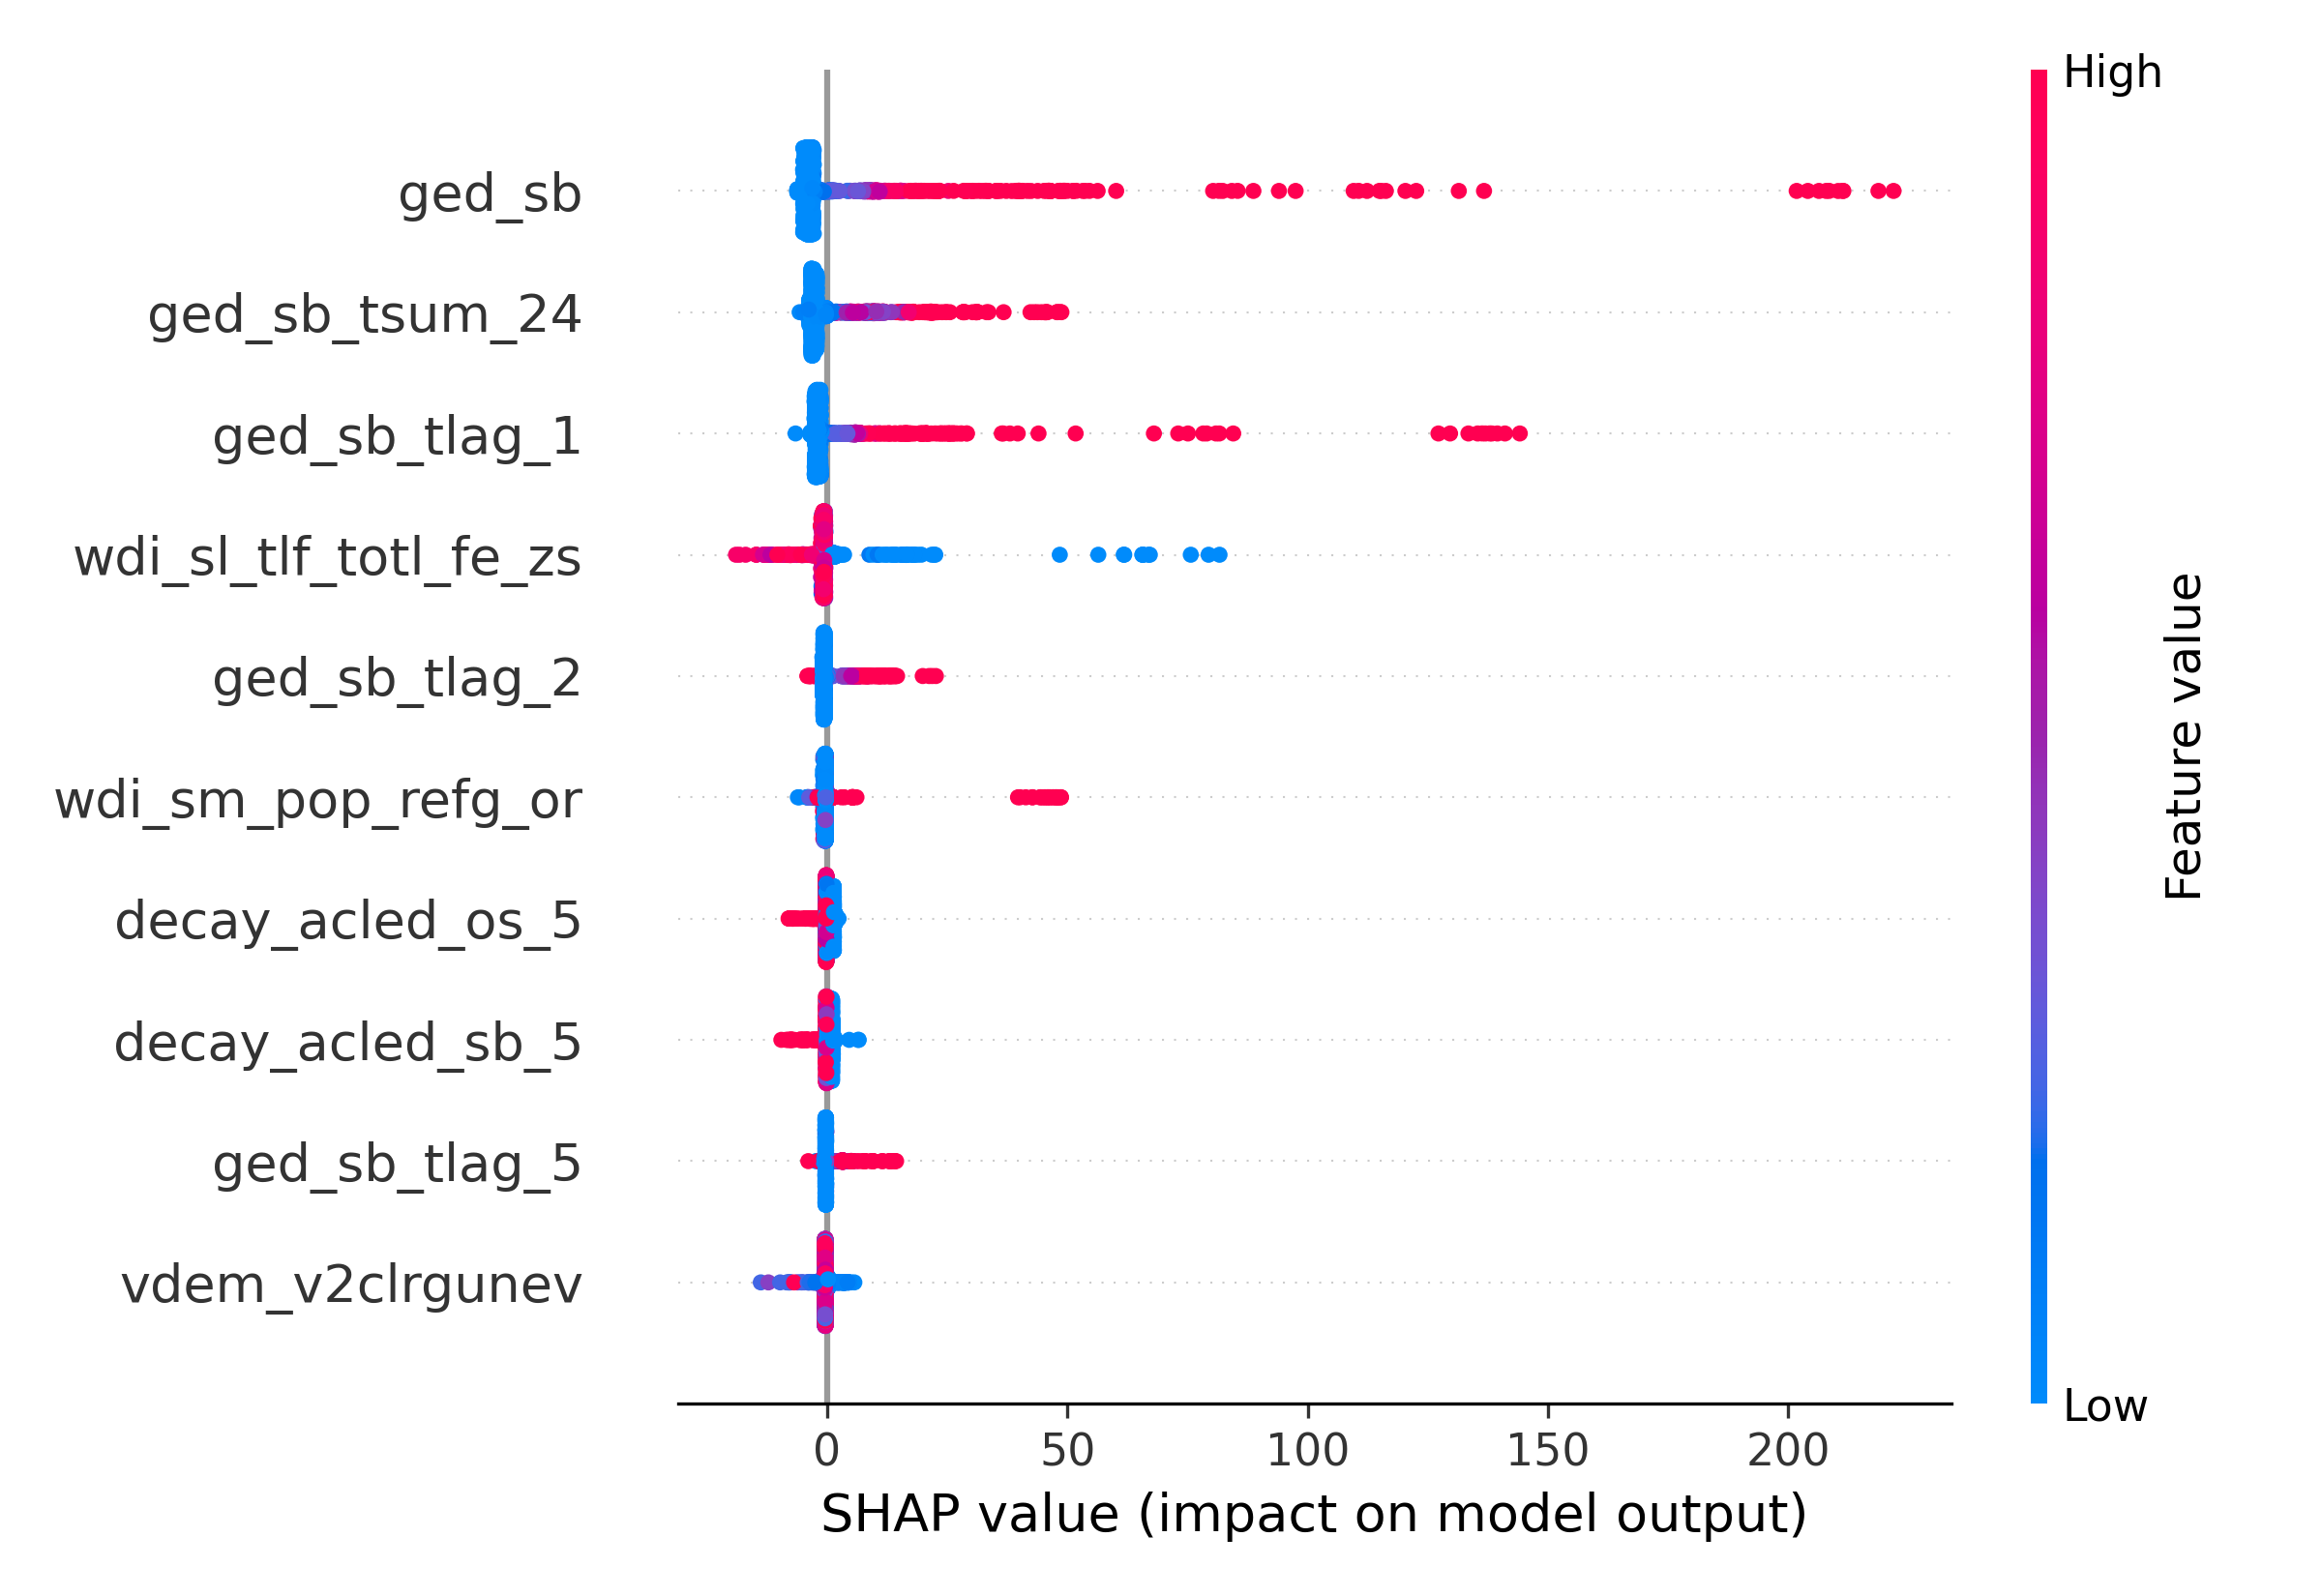 High
ged_sb
ged_sb_tsum_24
ged_sb_tlag_1
wdi_sl_tlf_totl_fe_zs
ged_sb_tlag_2
wdi_sm_pop_refg_or
decay_acled_os_5
decay_acled_sb_5
ged_sb_tlag_5
vdem_v2clrgunev
Feature value
Low
0 50 100 150 200
SHAP value (impact on model output)